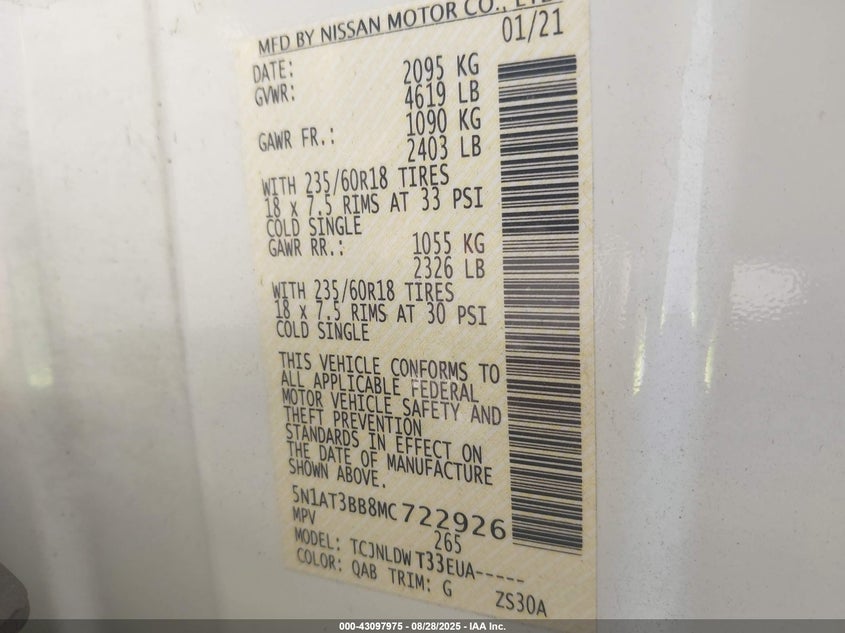 MFD BY NISSAN MOTOR CO., LTD.
DATE: 01/21
GVWR: 2095 KG
4619 LB
GAWR FR.: 1090 KG
2403 LB
WITH 235/60R18 TIRES
18 x 7.5 RIMS AT 33 PSI
COLD SINGLE
GAWR RR.: 1055 KG
2326 LB
WITH 235/60R18 TIRES
18 x 7.5 RIMS AT 30 PSI
COLD SINGLE
THIS VEHICLE CONFORMS TO
ALL APPLICABLE FEDERAL
MOTOR VEHICLE SAFETY AND
THEFT PREVENTION
STANDARDS IN EFFECT ON
THE DATE OF MANUFACTURE
SHOWN ABOVE.
5N1AT3BB8MC722926
MPV 265
MODEL: TCJNLDWT33EUA-----
COLOR: QAB TRIM: G ZS30A
000-43097975 - 08/28/2025 - IAA Inc.